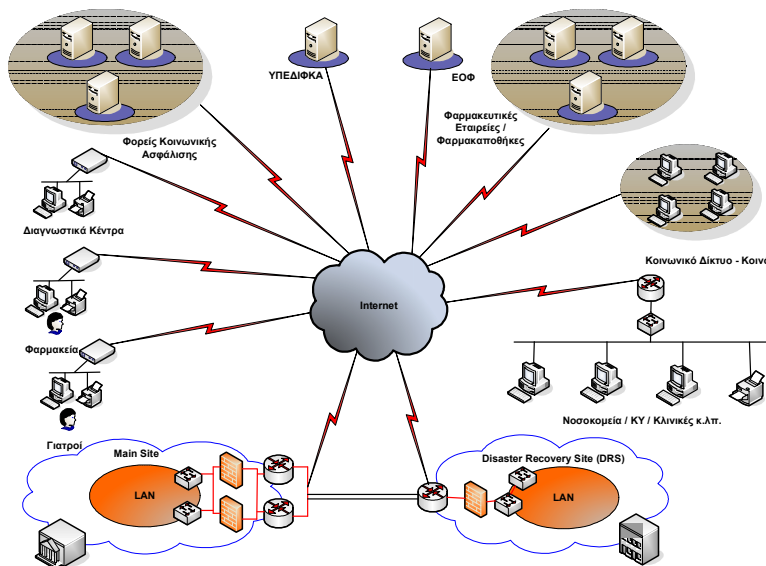 ΥΠΕΔΙΦΚΑ
ΕΟΦ
Φορείς Κοινωνικής
Ασφάλισης
Φαρμακευτικές
Εταιρείες /
Φαρμακαποθήκες
Διαγνωστικά Κέντρα
Κοινωνικό Δίκτυο - Κοινο
Internet
Φαρμακεία
Νοσοκομεία / ΚΥ / Κλινικές κ.λπ.
Γιατροί
Main Site
Disaster Recovery Site (DRS)
LAN
LAN